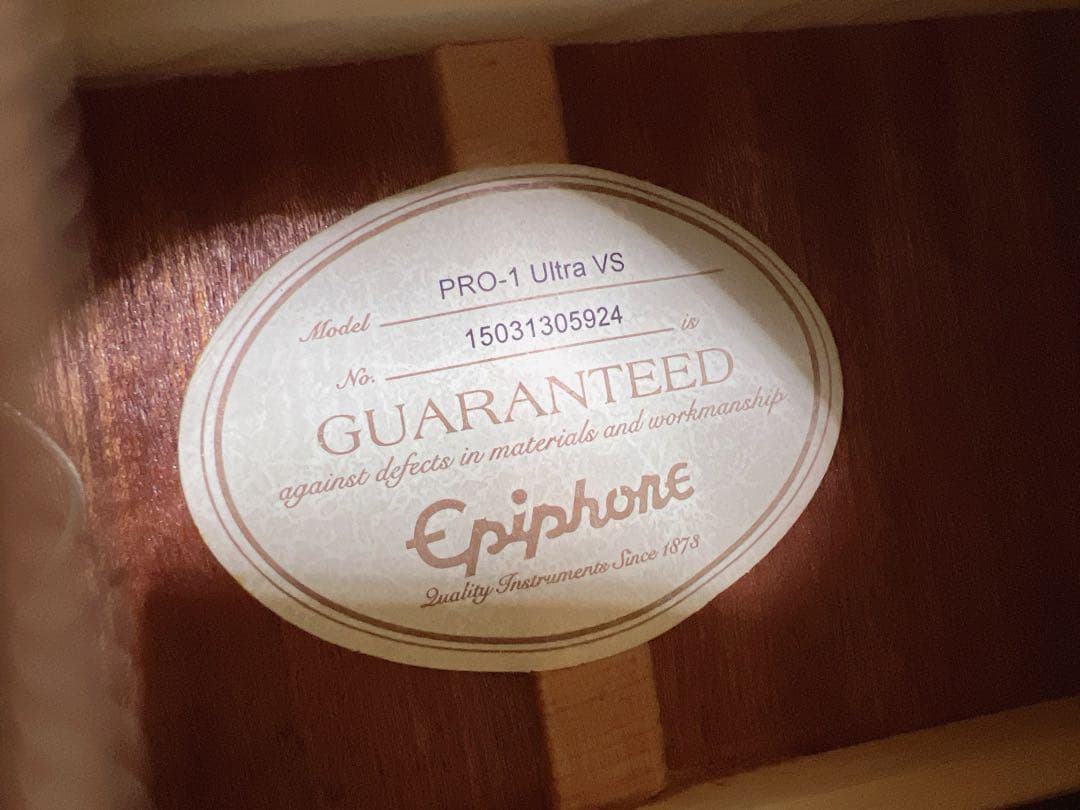 Model PRO-1 Ultra VS
No. 15031305924 is
GUARANTEED
against defects in materials and workmanship
Epiphone
Quality Instruments Since 1873